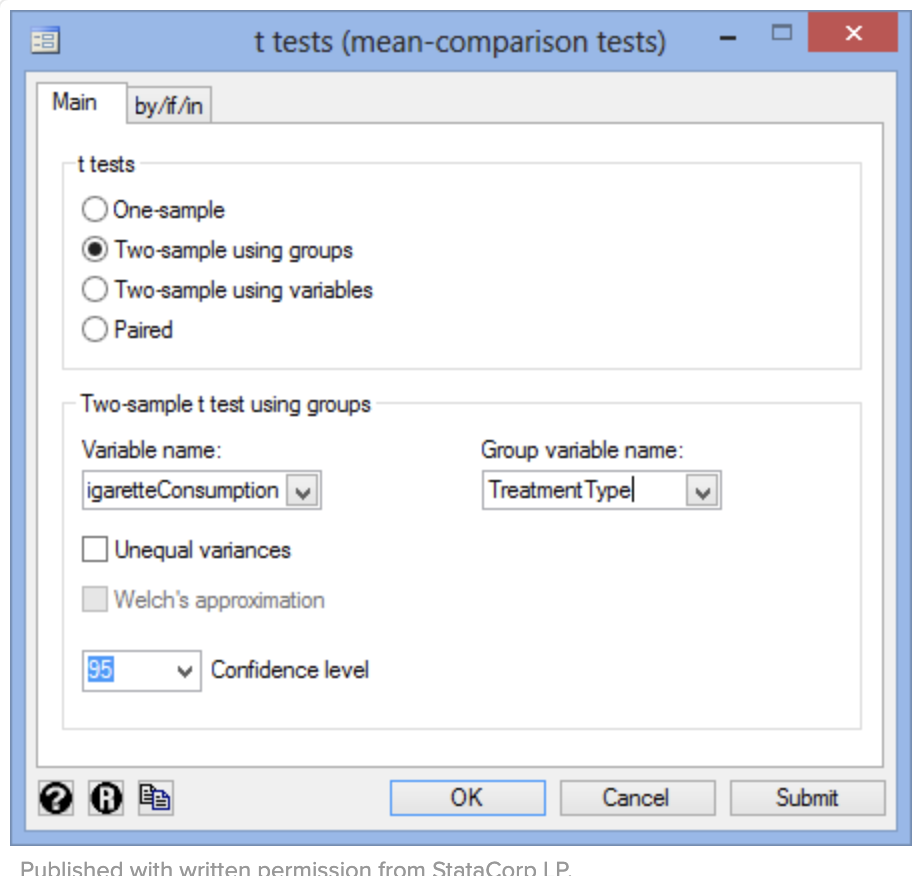 t tests (mean-comparison tests)
Main by/if/in
t tests
One-sample
Two-sample using groups
Two-sample using variables
Paired
Two-sample t test using groups
Variable name: Group variable name:
igaretteConsumption TreatmentType
Unequal variances
Welch's approximation
95 Confidence level
? R OK Cancel Submit
Published with written permission from StataCorp LP.